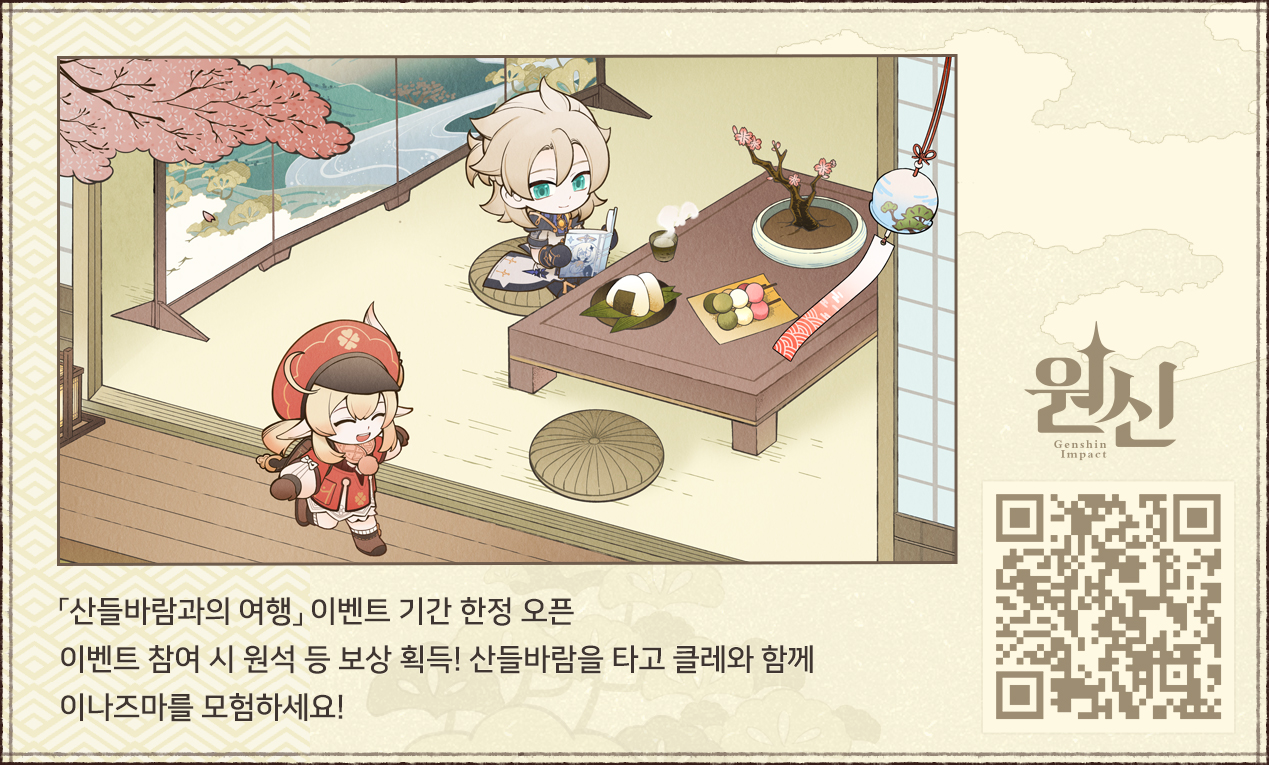 「산들바람과의 여행」 이벤트 기간 한정 오픈
이벤트 참여 시 원석 등 보상 획득! 산들바람을 타고 클레와 함께
이나즈마를 모험하세요!
원신
Genshin
Impact